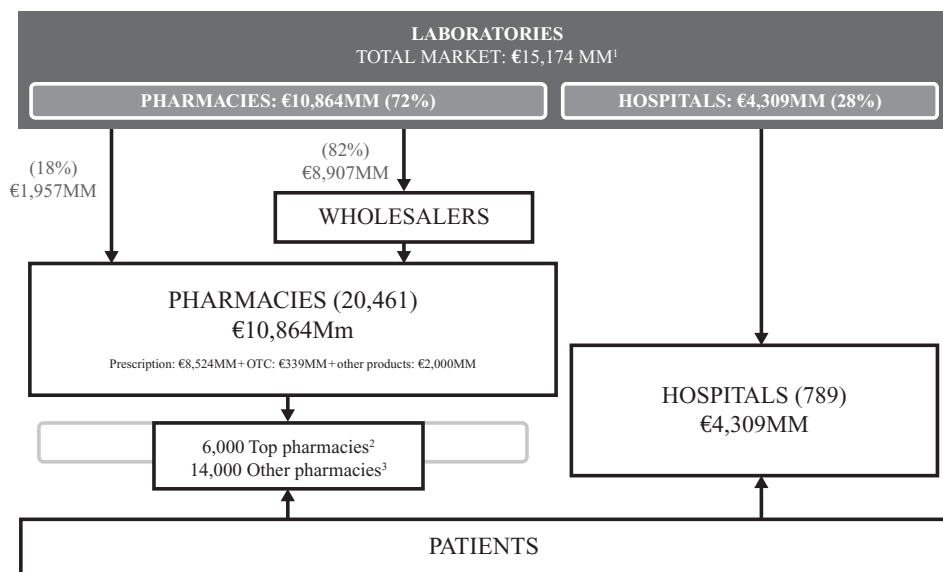 LABORATORIES
TOTAL MARKET: €15,174 MM¹
PHARMACIES: €10,864MM (72%)
HOSPITALS: €4,309MM (28%)
(18%)
€1,957MM
(82%)
€8,907MM
WHOLESALERS
PHARMACIES (20,461)
€10,864Mm
Prescription: €8,524MM+OTC: €339MM+other products: €2,000MM
HOSPITALS (789)
€4,309MM
6,000 Top pharmacies²
14,000 Other pharmacies³
PATIENTS